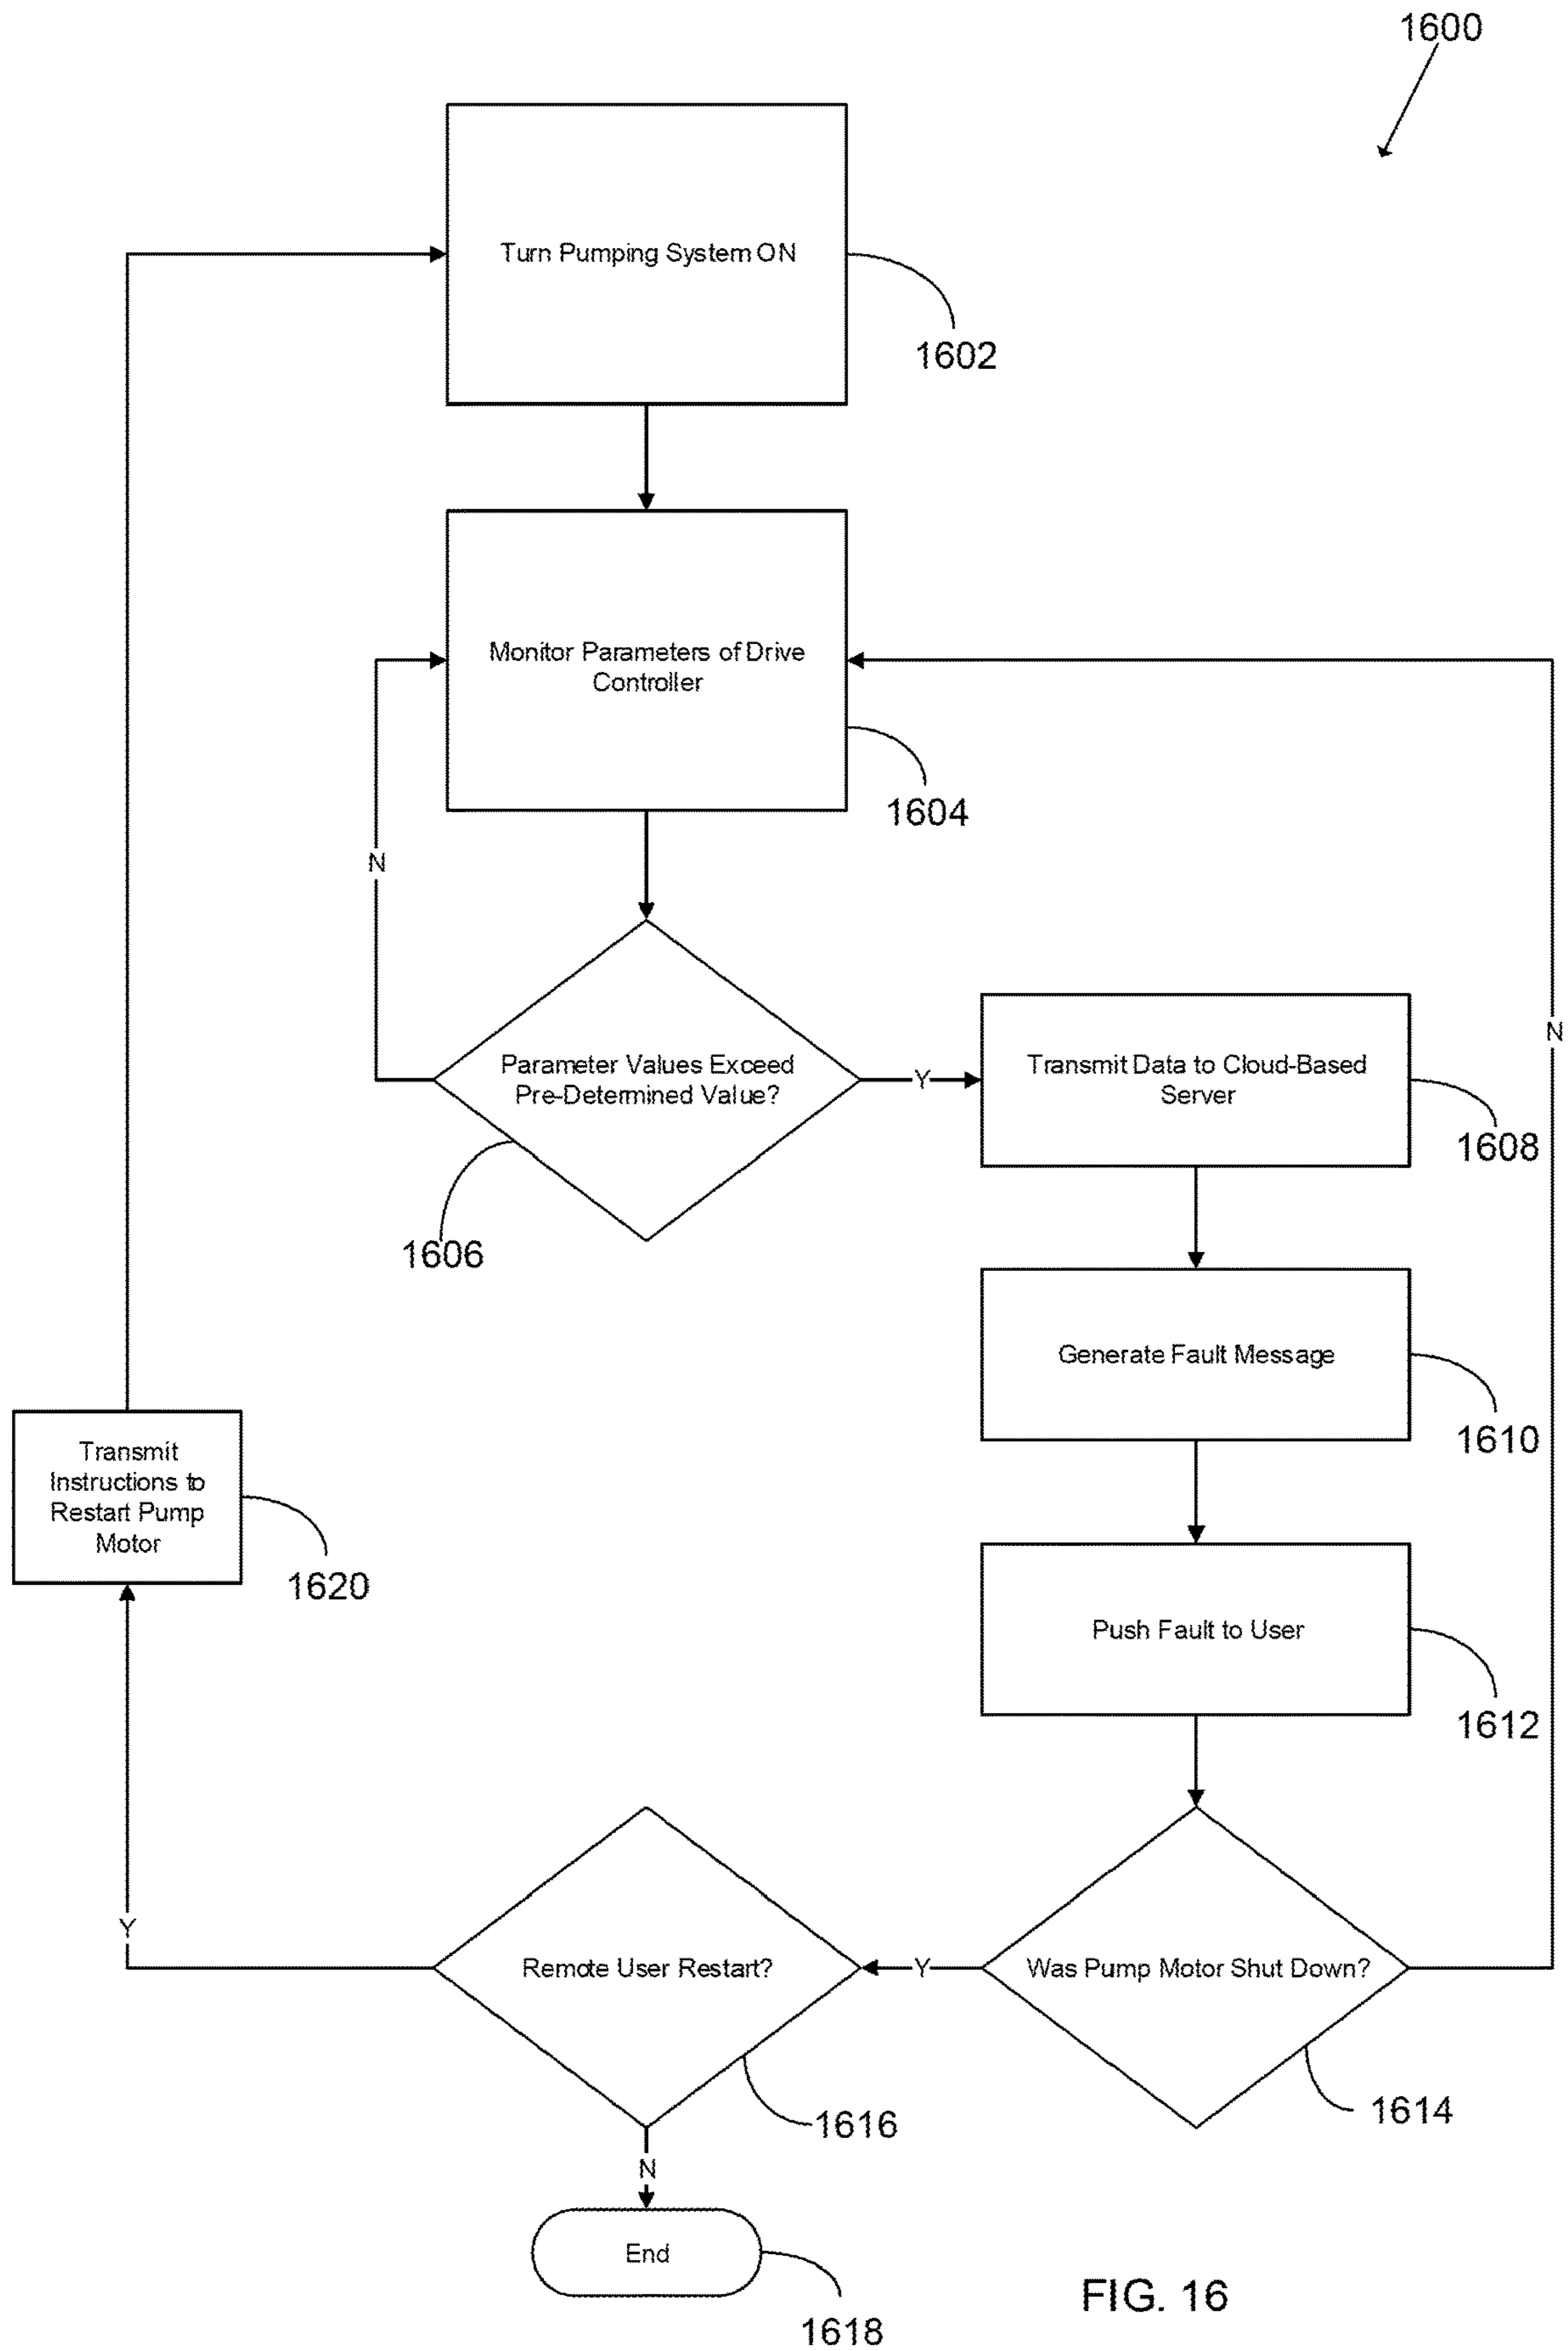 1600
Turn Pumping System ON
1602
Monitor Parameters of Drive
Controller
1604
N
N
Parameter Values Exceed
Pre-Determined Value?
Y
1606
Transmit Data to Cloud-Based
Server
1608
Generate Fault Message
1610
Transmit
Instructions to
Restart Pump
Motor
1620
Push Fault to User
1612
Y
Remote User Restart?
Y
Was Pump Motor Shut Down?
1616
1614
N
End
1618
FIG. 16